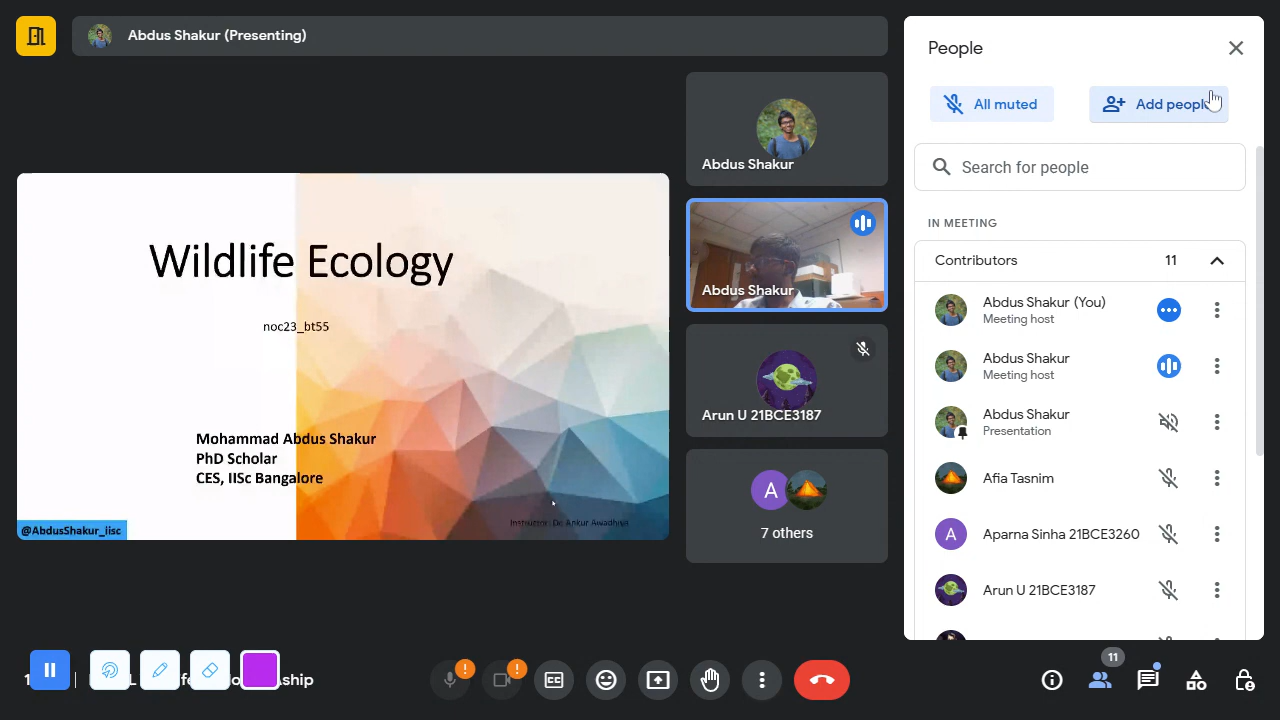 Abdus Shakur (Presenting)
Wildlife Ecology
noc23_bt55
Mohammad Abdus Shakur
PhD Scholar
CES, IISc Bangalore
Instructor: Dr. Ankur Awadhiya
@AbdusShakur_iisc
Abdus Shakur
Abdus Shakur
Arun U 21BCE3187
A
7 others
People
All muted
Add people
Search for people
IN MEETING
Contributors 11
Abdus Shakur (You)
Meeting host
Abdus Shakur
Meeting host
Abdus Shakur
Presentation
Afia Tasnim
A
Aparna Sinha 21BCE3260
Arun U 21BCE3187
11